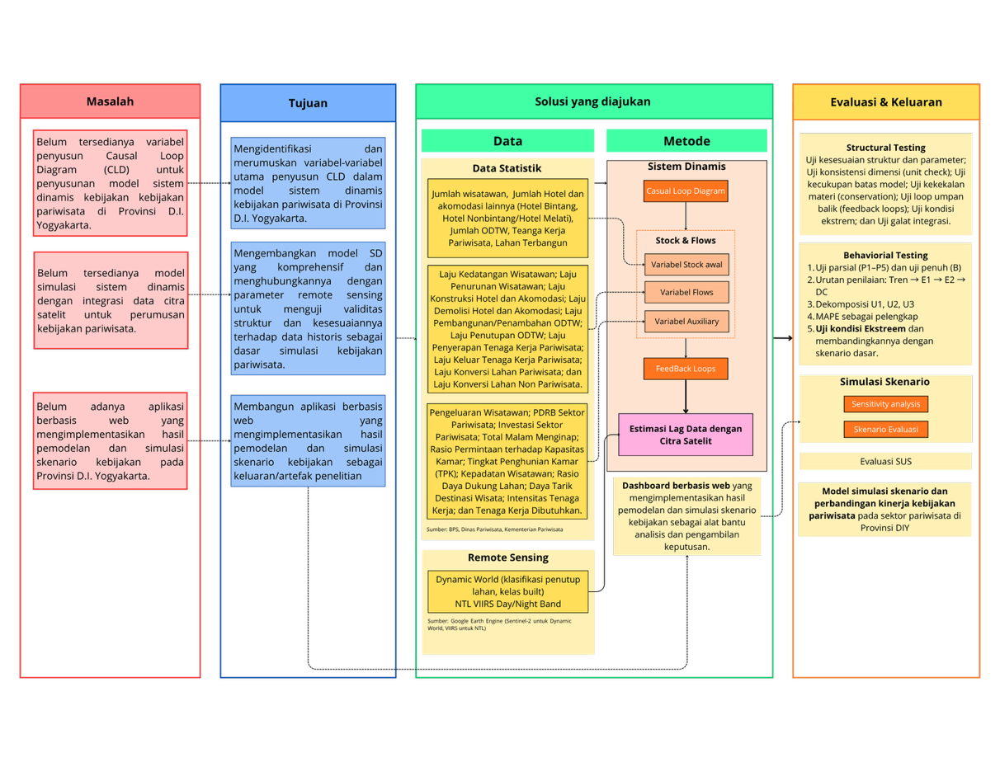 Masalah
Belum tersedianya variabel
penyusun Causal Loop
Diagram (CLD) untuk
penyusunan model sistem
dinamis kebijakan kebijakan
pariwisata di Provinsi D.I.
Yogyakarta.
Belum tersedianya model
simulasi sistem dinamis
dengan integrasi data citra
satelit untuk perumusan
kebijakan pariwisata.
Belum adanya aplikasi
berbasis web yang
mengimplementasikan hasil
pemodelan dan simulasi
skenario kebijakan pada
Provinsi D.I. Yogyakarta.
Tujuan
Mengidentifikasi dan
merumuskan variabel-variabel
utama penyusun CLD dalam
model sistem dinamis
kebijakan pariwisata di Provinsi
D.I. Yogyakarta.
Mengembangkan model SD
yang komprehensif dan
menghubungkannya dengan
parameter remote sensing
untuk menguji validitas
struktur dan kesesuaiannya
terhadap data historis sebagai
dasar simulasi kebijakan
pariwisata.
Membangun aplikasi berbasis
web yang
mengimplementasikan hasil
pemodelan dan simulasi
skenario kebijakan sebagai
keluaran/artefak penelitian
Solusi yang diajukan
Data
Data Statistik
Jumlah wisatawan, Jumlah Hotel dan
akomodasi lainnya (Hotel Bintang,
Hotel Nonbintang/Hotel Melati),
Jumlah ODTW, Teanga Kerja
Pariwisata, Lahan Terbangun
Laju Kedatangan Wisatawan; Laju
Penurunan Wisatawan; Laju
Konstruksi Hotel dan Akomodasi; Laju
Demolisi Hotel dan Akomodasi; Laju
Pembangunan/Penambahan ODTW;
Laju Penutupan ODTW; Laju
Penyerapan Tenaga Kerja Pariwisata;
Laju Keluar Tenaga Kerja Pariwisata;
Laju Konversi Lahan Pariwisata; dan
Laju Konversi Lahan Non Pariwisata.
Pengeluaran Wisatawan; PDRB Sektor
Pariwisata; Investasi Sektor
Pariwisata; Total Malam Menginap;
Rasio Permintaan terhadap Kapasitas
Kamar; Tingkat Penghunian Kamar
(TPK); Kepadatan Wisatawan; Rasio
Daya Dukung Lahan; Daya Tarik
Destinasi Wisata; Intensitas Tenaga
Kerja; dan Tenaga Kerja Dibutuhkan.
Sumber: BPS, Dinas Pariwisata, Kementerian Pariwisata
Remote Sensing
Dynamic World (klasifikasi penutup
lahan, kelas built)
NTL VIIRS Day/Night Band
Sumber: Google Earth Engine (Sentinel-2 untuk Dynamic
World, VIIRS untuk NTL)
Metode
Sistem Dinamis
Casual Loop Diagram
Stock & Flows
Variabel Stock awal
Variabel Flows
Variabel Auxiliary
FeedBack Loops
Estimasi Lag Data dengan
Citra Satelit
Dashboard berbasis web yang
mengimplementasikan hasil
pemodelan dan simulasi skenario
kebijakan sebagai alat bantu
analisis dan pengambilan
keputusan.
Evaluasi & Keluaran
Structural Testing
Uji kesesuaian struktur dan parameter;
Uji konsistensi dimensi (unit check); Uji
kecukupan batas model; Uji kekekalan
materi (conservation); Uji loop umpan
balik (feedback loops); Uji kondisi
ekstrem; dan Uji galat integrasi.
Behaviorial Testing
1. Uji parsial (P1–P5) dan uji penuh (B)
2. Urutan penilaian: Tren → E1 → E2 →
DC
3. Dekomposisi U1, U2, U3
4. MAPE sebagai pelengkap
5. Uji kondisi Ekstreem dan
membandingkannya dengan
skenario dasar.
Simulasi Skenario
Sensitivity analysis
Skenario Evaluasi
Evaluasi SUS
Model simulasi skenario dan
perbandingan kinerja kebijakan
pariwisata pada sektor pariwisata di
Provinsi DIY